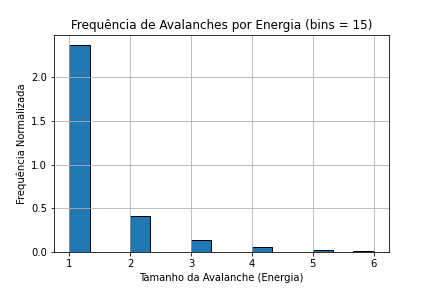 Frequência de Avalanches por Energia (bins = 15)
Frequência Normalizada
2.0
1.5
1.0
0.5
0.0
1 2 3 4 5 6
Tamanho da Avalanche (Energia)